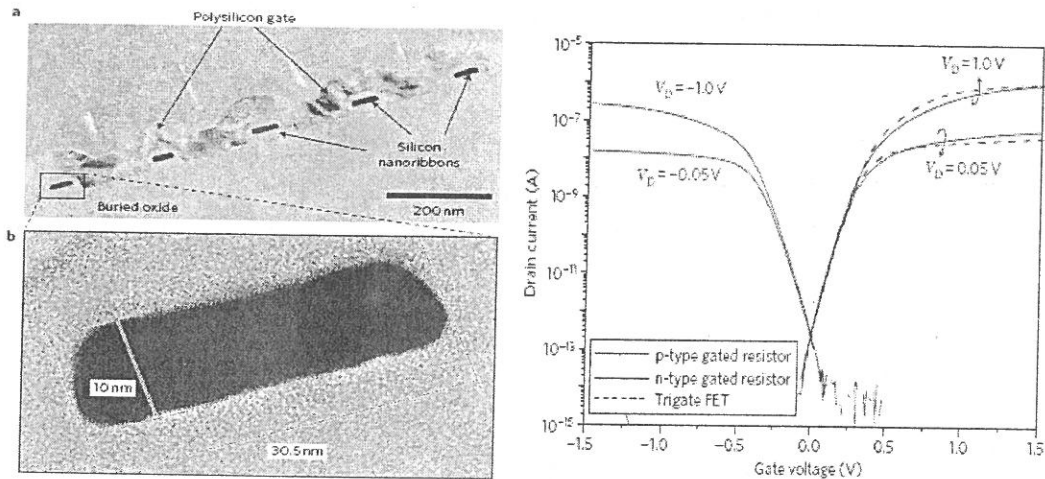 a
Polysilicon gate
Silicon
nanoribbons
Buried oxide
200 nm
b
10 nm
30.5 nm
10⁻⁵
10⁻⁷
10⁻⁹
10⁻¹¹
10⁻¹³
10⁻¹⁵
Drain current (A)
V_D = −1.0 V
V_D = −0.05 V
V_D 1.0 V
V_D 0.05 V
p-type gated resistor
n-type gated resistor
Trigate FET
−1.5 −1.0 −0.5 0.0 0.5 1.0 1.5
Gate voltage (V)